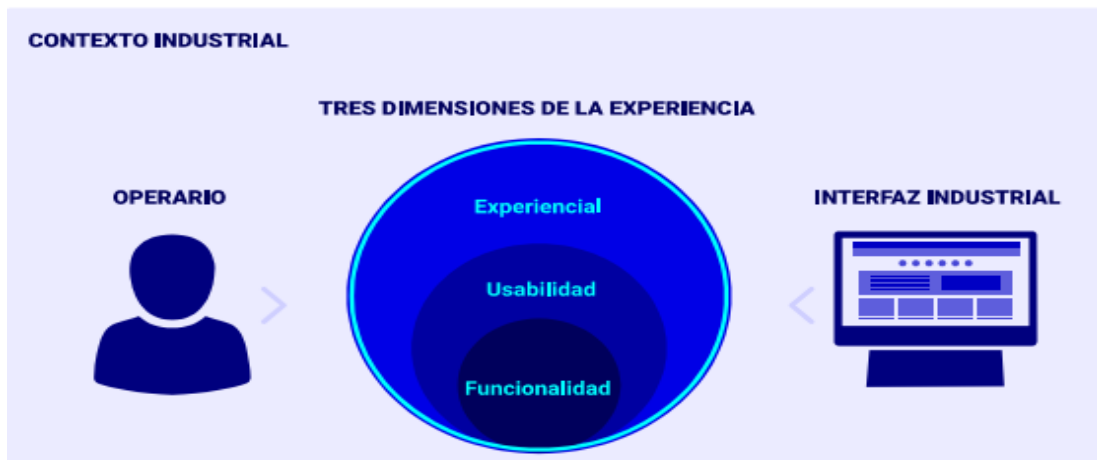 CONTEXTO INDUSTRIAL
TRES DIMENSIONES DE LA EXPERIENCIA
OPERARIO
INTERFAZ INDUSTRIAL
Experiencial
Usabilidad
Funcionalidad